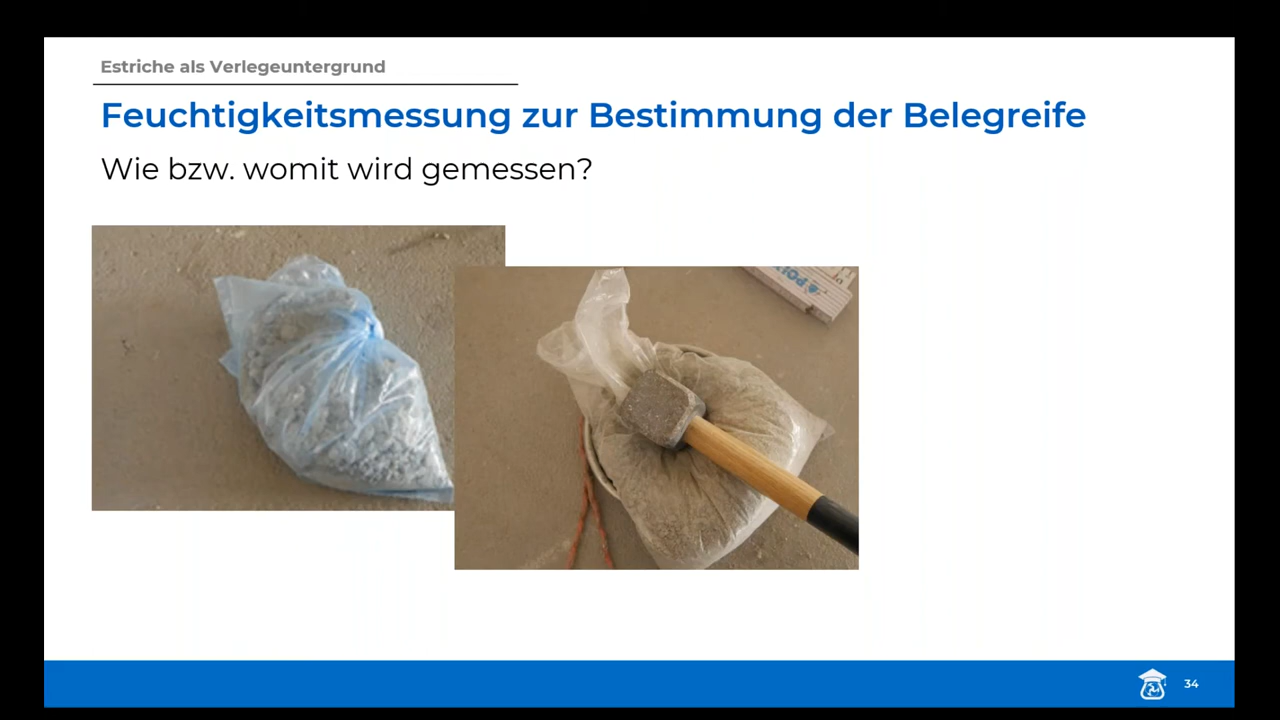 Estriche als Verlegeuntergrund
Feuchtigkeitsmessung zur Bestimmung der Belegreife
Wie bzw. womit wird gemessen?
34